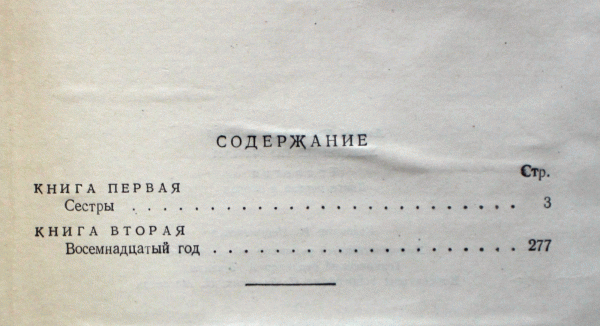 СОДЕРЖАНИЕ
Стр.
КНИГА ПЕРВАЯ
Сестры . . . . . . . . . . . . . . . . . . . . . . . . . . . 3
КНИГА ВТОРАЯ
Восемнадцатый год . . . . . . . . . . . . . . . . . . . . . 277